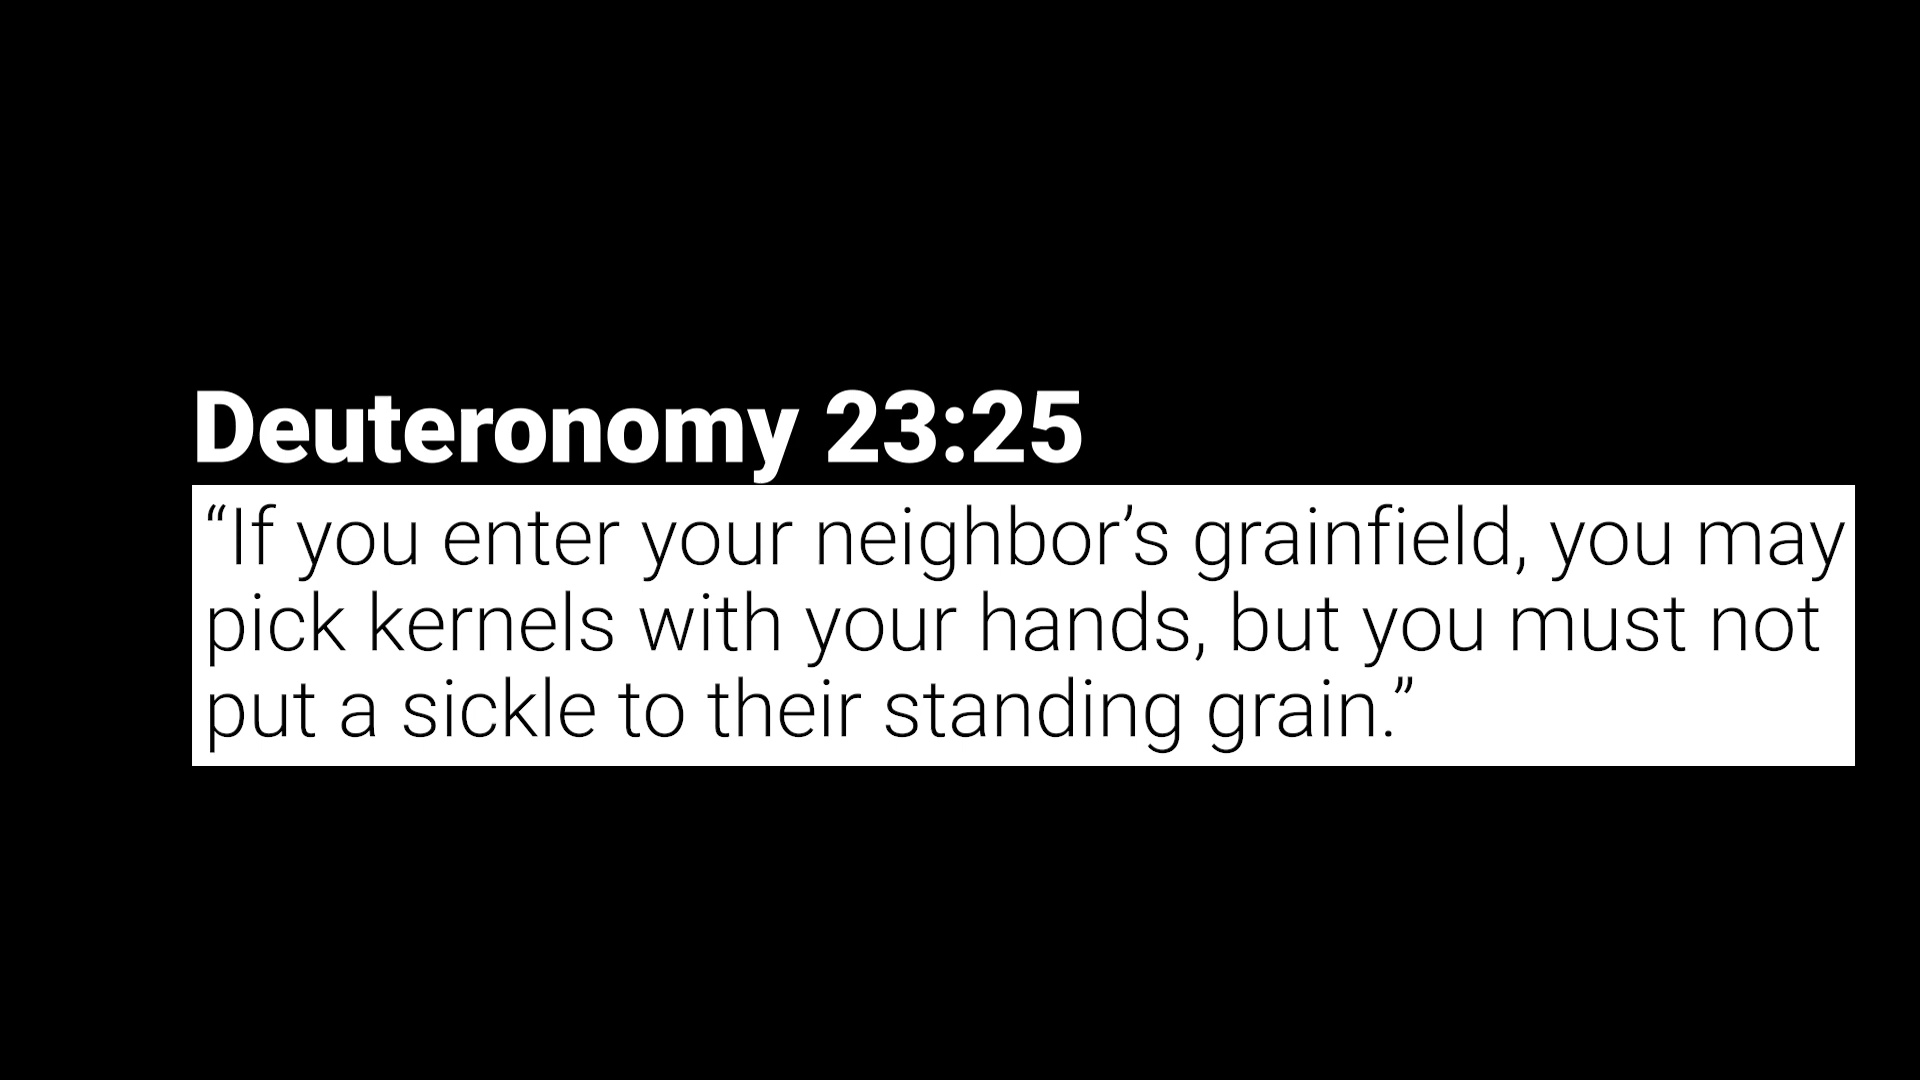 Deuteronomy 23:25
“If you enter your neighbor’s grainfield, you may
pick kernels with your hands, but you must not
put a sickle to their standing grain.”